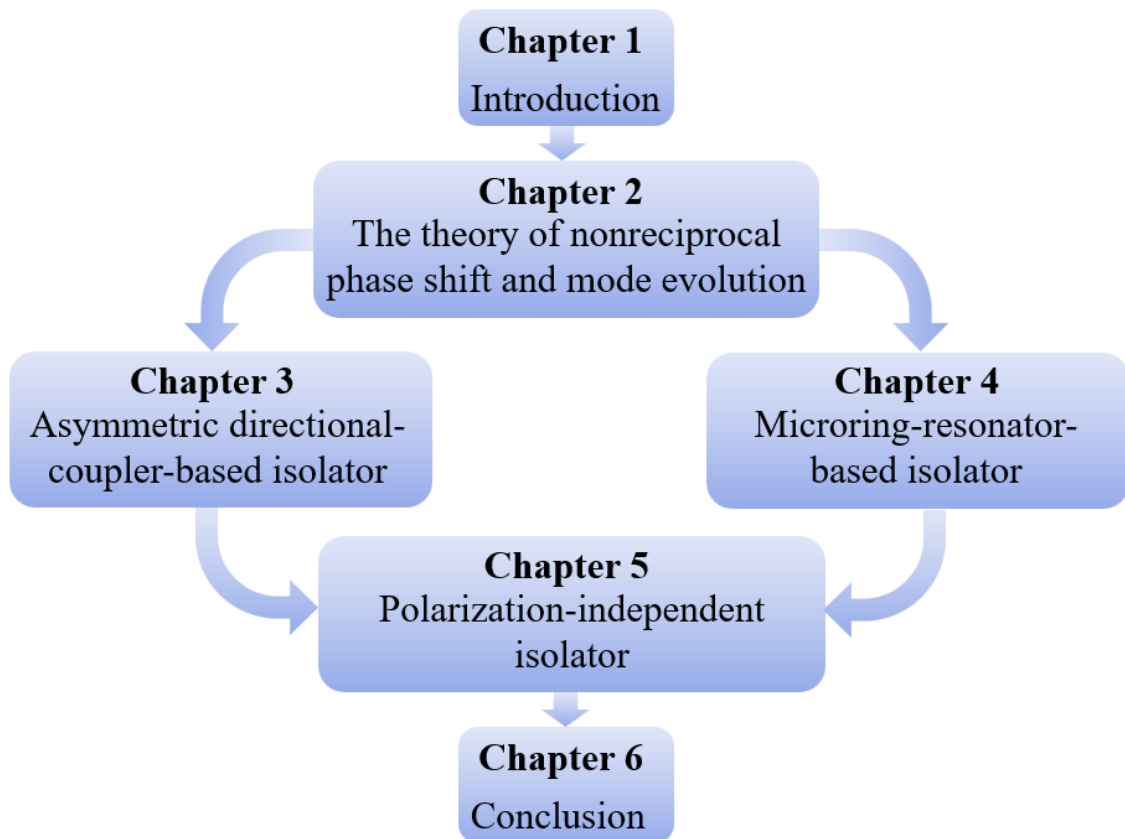 Chapter 1
Introduction
Chapter 2
The theory of nonreciprocal
phase shift and mode evolution
Chapter 3
Asymmetric directional-
coupler-based isolator
Chapter 4
Microring-resonator-
based isolator
Chapter 5
Polarization-independent
isolator
Chapter 6
Conclusion